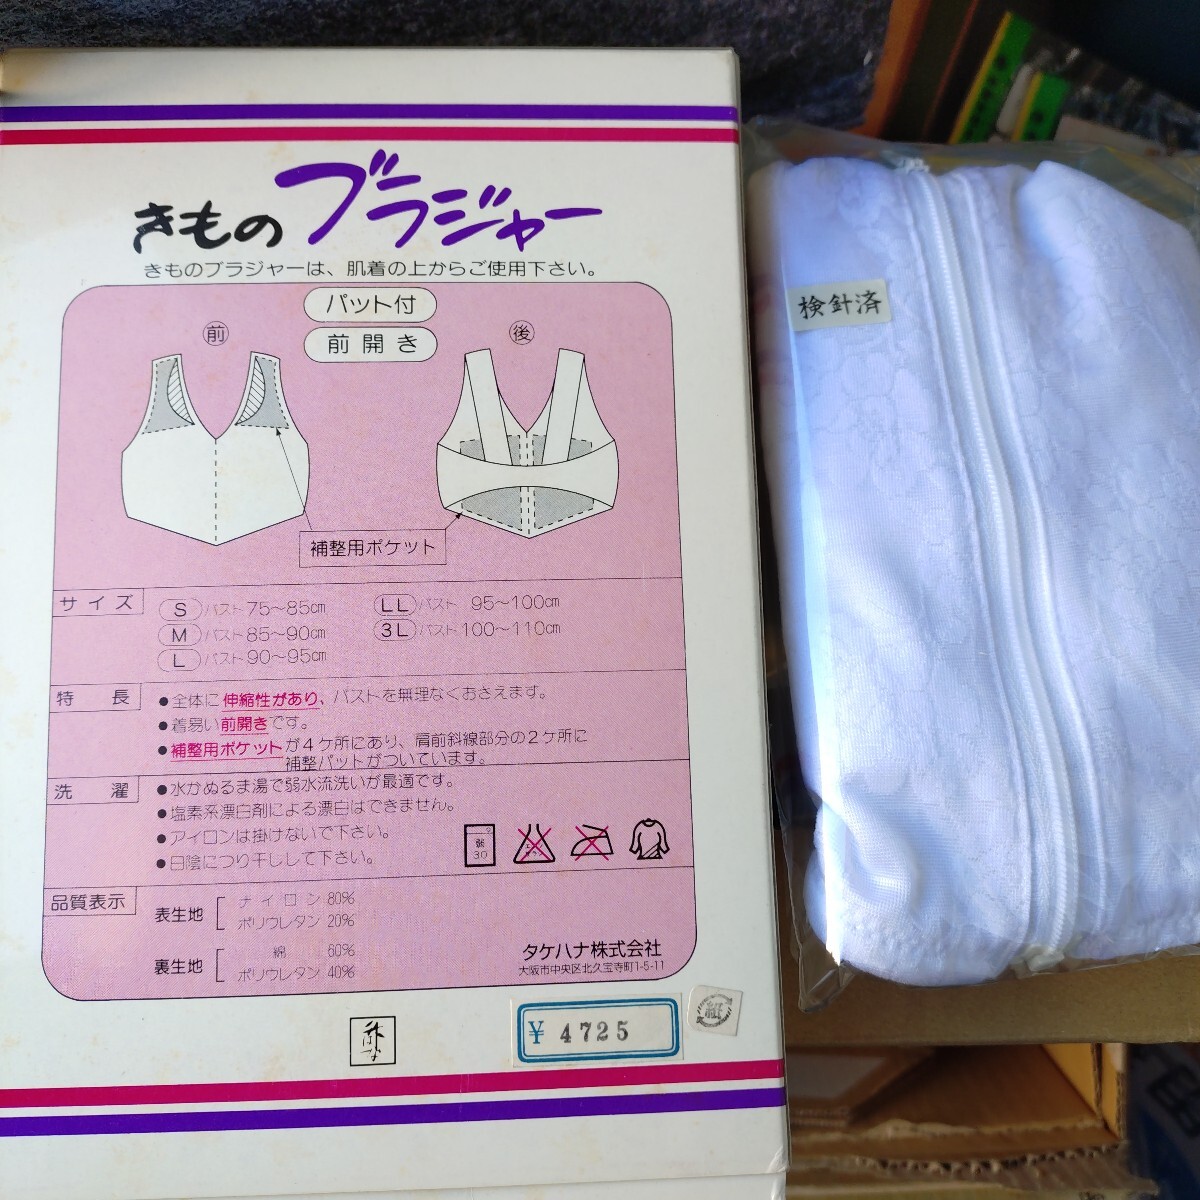 きもの ブラジャー
きものブラジャーは、肌着の上からご使用下さい。
パット付
前開き
前
後
補整用ポケット
サイズ
S バスト 75〜85㎝
M バスト 85〜90㎝
L バスト 90〜95㎝
LL バスト 95〜100㎝
3L バスト 100〜110㎝
特長
●全体に伸縮性があり、バストを無理なくおさえます。
●着易い前開きです。
●補整用ポケットが4ケ所にあり、肩前斜線部分の2ケ所に
補整パットがついています。
洗濯
●水かぬるま湯で弱水流洗いが最適です。
●塩素系漂白剤による漂白はできません。
●アイロンは掛けないで下さい。
●日陰につり干しして下さい。
弱
30
品質表示
表生地
ナイロン 80%
ポリウレタン 20%
裏生地
綿 60%
ポリウレタン 40%
タケハナ株式会社
大阪市中央区北久宝寺町1-5-11
¥ 4725
紙
検針済